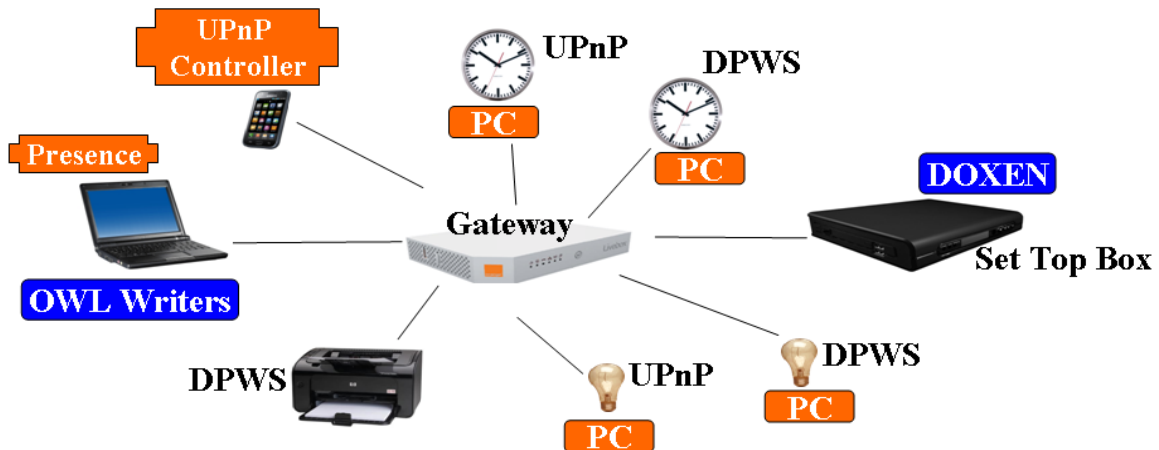 UPnP
Controller
UPnP
PC
DPWS
PC
Presence
OWL Writers
Gateway
DOXEN
Set Top Box
DPWS
UPnP
PC
DPWS
PC